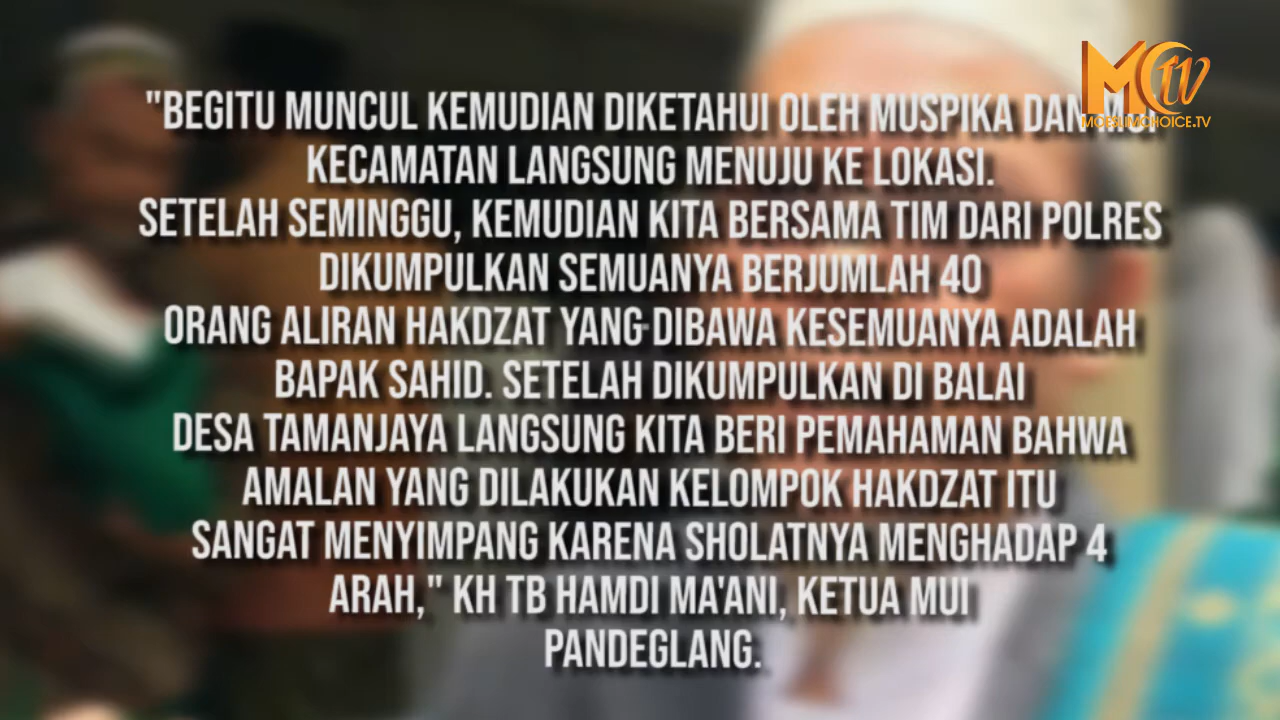 "BEGITU MUNCUL KEMUDIAN DIKETAHUI OLEH MUSPIKA DAN
KECAMATAN LANGSUNG MENUJU KE LOKASI.
SETELAH SEMINGGU, KEMUDIAN KITA BERSAMA TIM DARI POLRES
DIKUMPULKAN SEMUANYA BERJUMLAH 40
ORANG ALIRAN HAKDZAT YANG DIBAWA KESEMUANYA ADALAH
BAPAK SAHID. SETELAH DIKUMPULKAN DI BALAI
DESA TAMANJAYA LANGSUNG KITA BERI PEMAHAMAN BAHWA
AMALAN YANG DILAKUKAN KELOMPOK HAKDZAT ITU
SANGAT MENYIMPANG KARENA SHOLATNYA MENGHADAP 4
ARAH," KH TB HAMDI MA'ANI, KETUA MUI
PANDEGLANG.
MCtv
MOESLIMCHOICE.TV